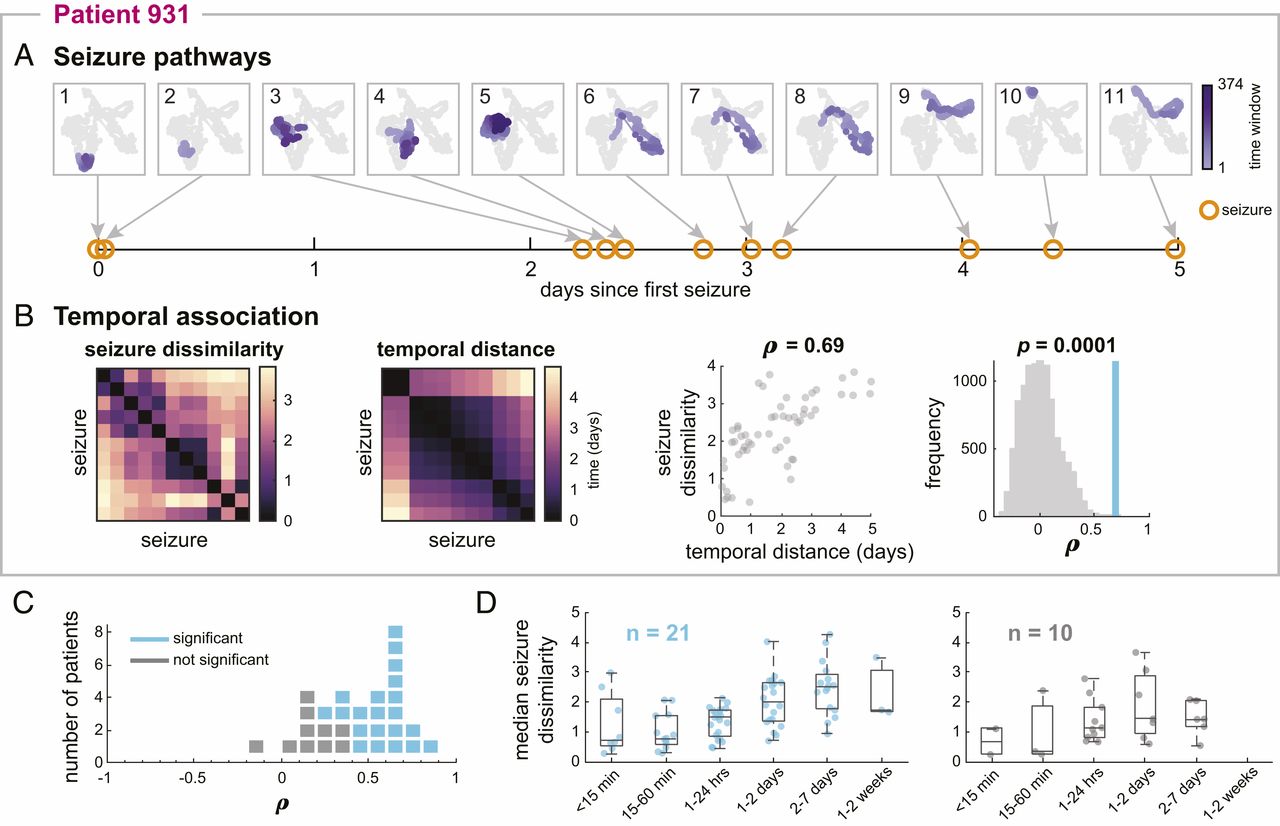 Patient 931
A Seizure pathways
1 2 3 4 5 6 7 8 9 10 11
374
time window
1
seizure
0 1 2 3 4 5
days since first seizure
B Temporal association
seizure dissimilarity
seizure
3
2
1
0
seizure
temporal distance
seizure
4
3
2
1
0
time (days)
seizure
ρ = 0.69
seizure
dissimilarity
4
3
2
1
0
0 1 2 3 4 5
temporal distance (days)
p = 0.0001
frequency
1000
500
0
0 0.5 1
ρ
C
number of patients
8
6
4
2
0
significant
not significant
-1 -0.5 0 0.5 1
ρ
D
median seizure
dissimilarity
5
4
3
2
1
0
n = 21
<15 min 15-60 min 1-24 hrs 1-2 days 2-7 days 1-2 weeks
5
4
3
2
1
0
n = 10
<15 min 15-60 min 1-24 hrs 1-2 days 2-7 days 1-2 weeks